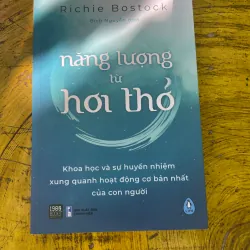 Richie Bostock
năng lượng
từ
hơi thở
Khoa học và sự huyền nhiệm
xung quanh hoạt động cơ bản nhất
của con người
1980